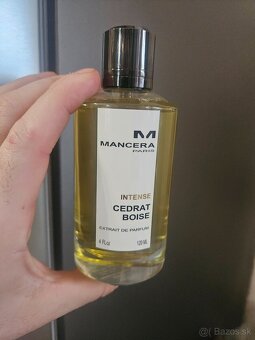 MANCERA
PARIS
INTENSE
CEDRAT
BOISE
EXTRAIT DE PARFUM
4 Fl.oz 120 ML
Bazos.sk